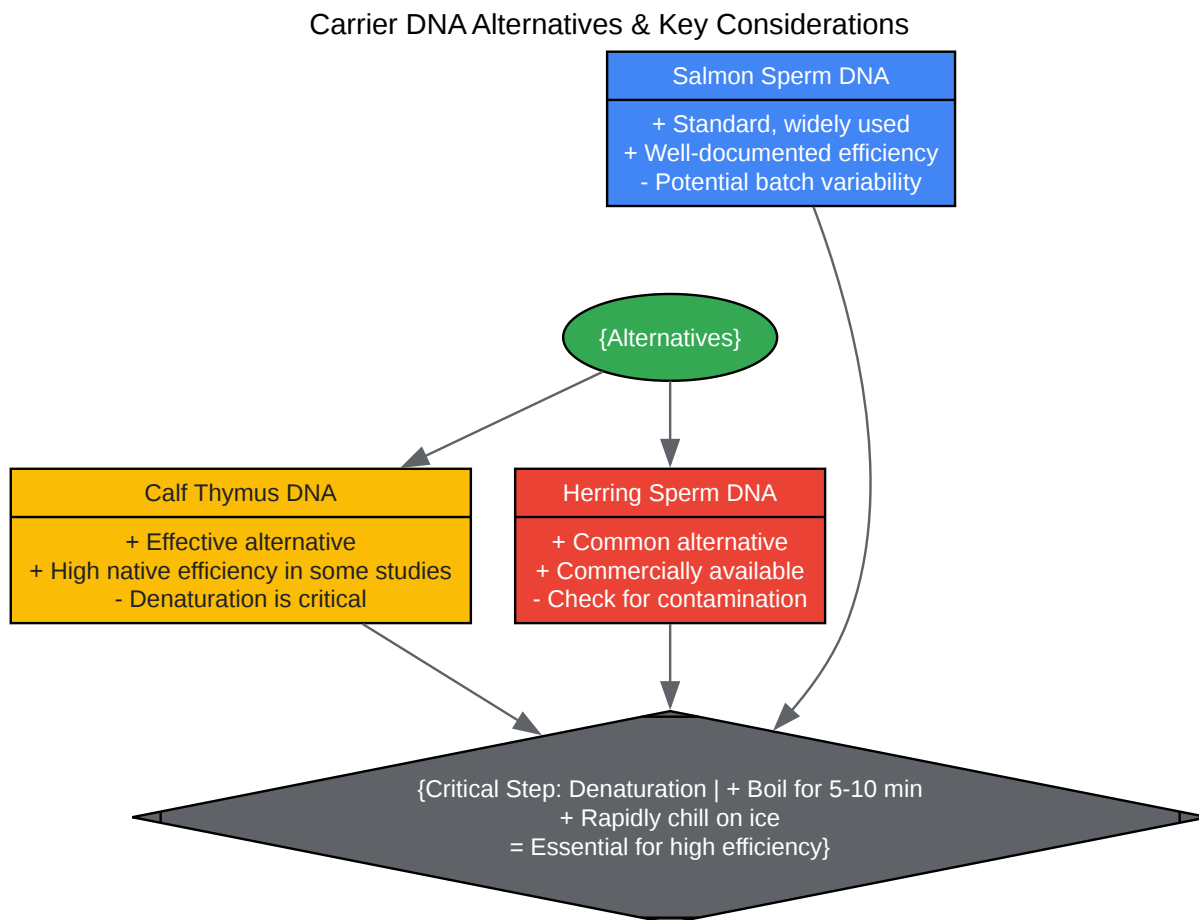 Carrier DNA Alternatives & Key Considerations
Salmon Sperm DNA
+ Standard, widely used
+ Well-documented efficiency
- Potential batch variability
{Alternatives}
Calf Thymus DNA
+ Effective alternative
+ High native efficiency in some studies
- Denaturation is critical
Herring Sperm DNA
+ Common alternative
+ Commercially available
- Check for contamination
{Critical Step: Denaturation | + Boil for 5-10 min
+ Rapidly chill on ice
= Essential for high efficiency}